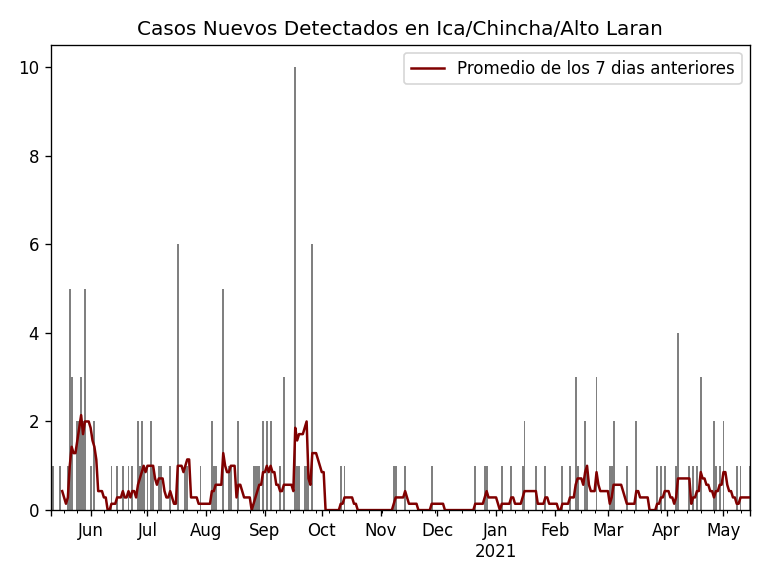 Casos Nuevos Detectados en Ica/Chincha/Alto Laran
Promedio de los 7 dias anteriores
10
8
6
4
2
0
Jun Jul Aug Sep Oct Nov Dec Jan Feb Mar Apr May
2021